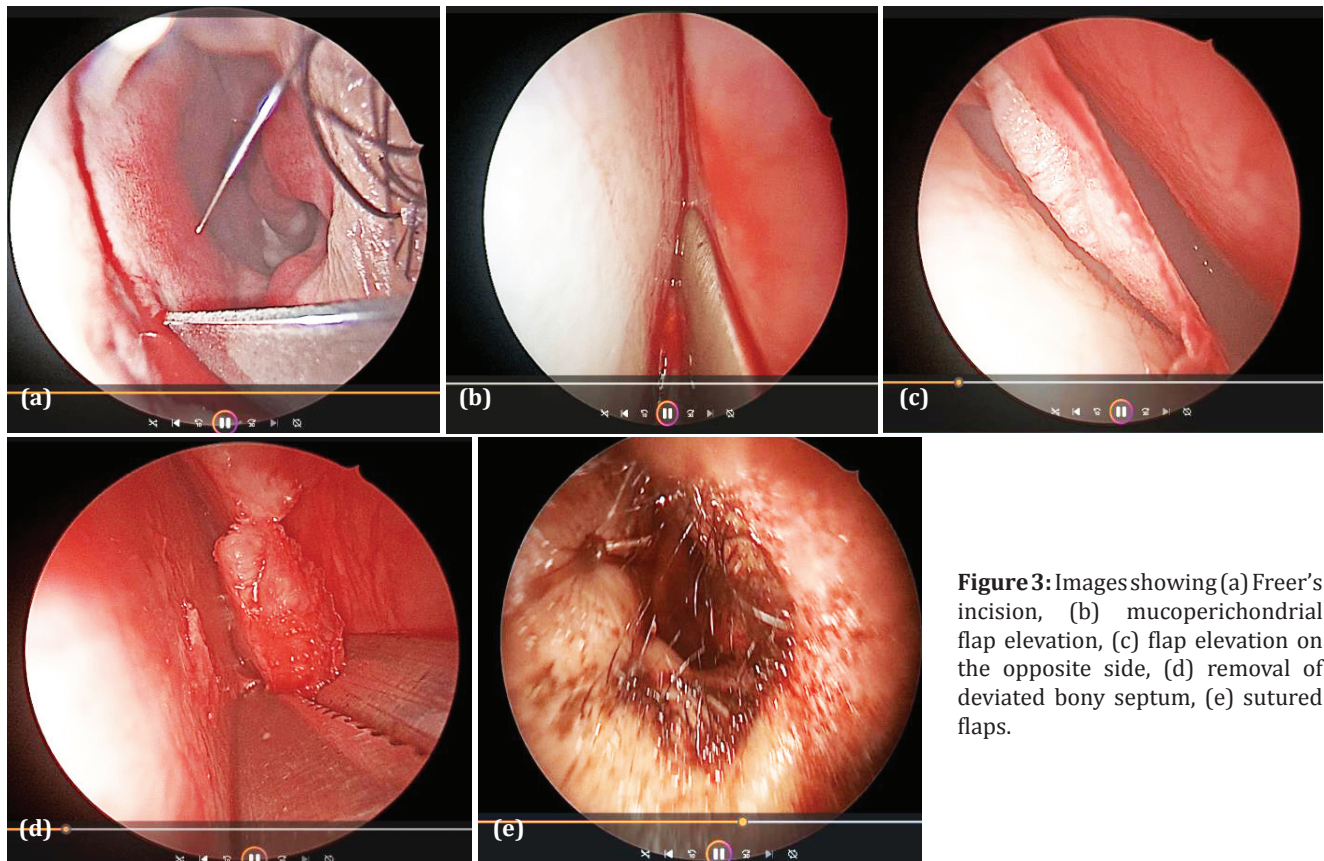 (a)
(b)
(c)
(d)
(e)
Figure 3: Images showing (a) Freer's
incision, (b) mucoperichondrial
flap elevation, (c) flap elevation on
the opposite side, (d) removal of
deviated bony septum, (e) sutured
flaps.